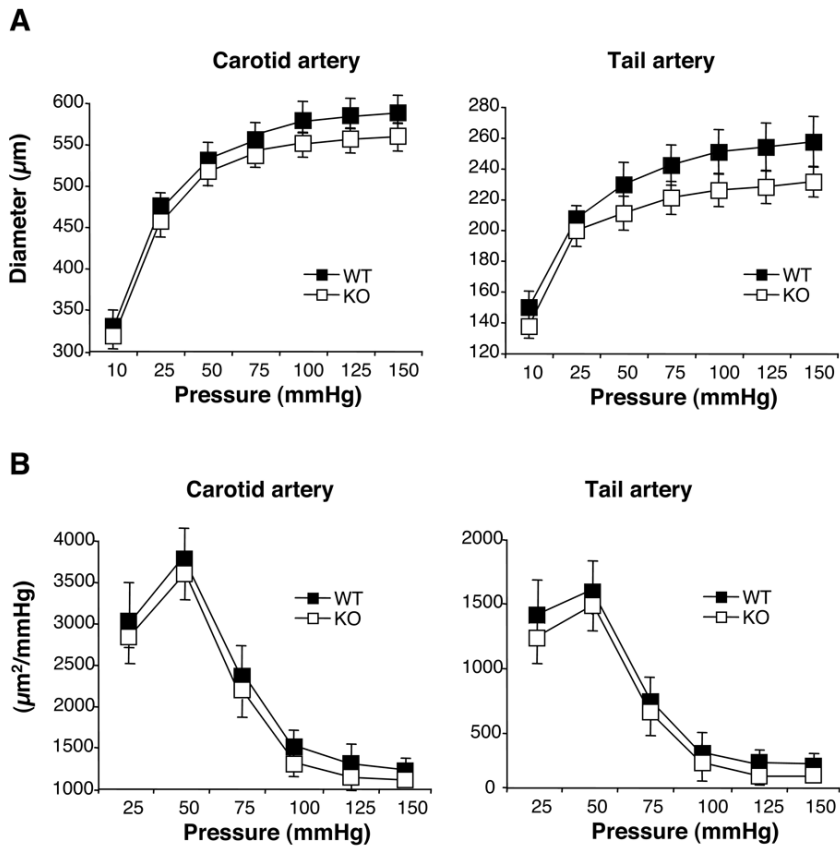 A
Carotid artery
Tail artery
600
550
500
450
400
350
300
Diameter (µm)
WT
KO
10 25 50 75 100 125 150
Pressure (mmHg)
280
260
240
220
200
180
160
140
120
WT
KO
10 25 50 75 100 125 150
Pressure (mmHg)
B
Carotid artery
Tail artery
4000
3500
3000
2500
2000
1500
1000
(µm²/mmHg)
WT
KO
25 50 75 100 125 150
Pressure (mmHg)
2000
1500
1000
500
0
WT
KO
25 50 75 100 125 150
Pressure (mmHg)